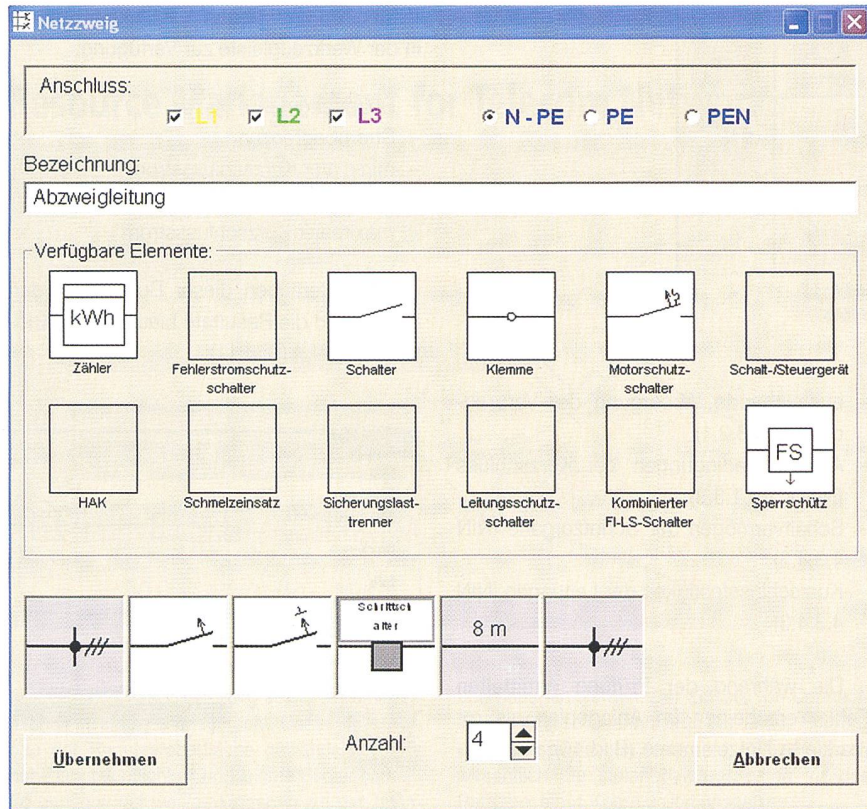 Netzzweig
Anschluss:
L1 L2 L3 N - PE PE PEN
Bezeichnung:
Abzweigleitung
Verfügbare Elemente:
kWh
Zähler
Fehlerstromschutz-
schalter
Schalter
Klemme
Motorschutz-
schalter
Schalt-/Steuergerät
HAK
Schmelzeinsatz
Sicherungslast-
trenner
Leitungsschutz-
schalter
Kombinierter
FI-LS-Schalter
FS
Sperrschütz
Schrittsch
alter
8 m
Übernehmen
Anzahl:
4
Abbrechen